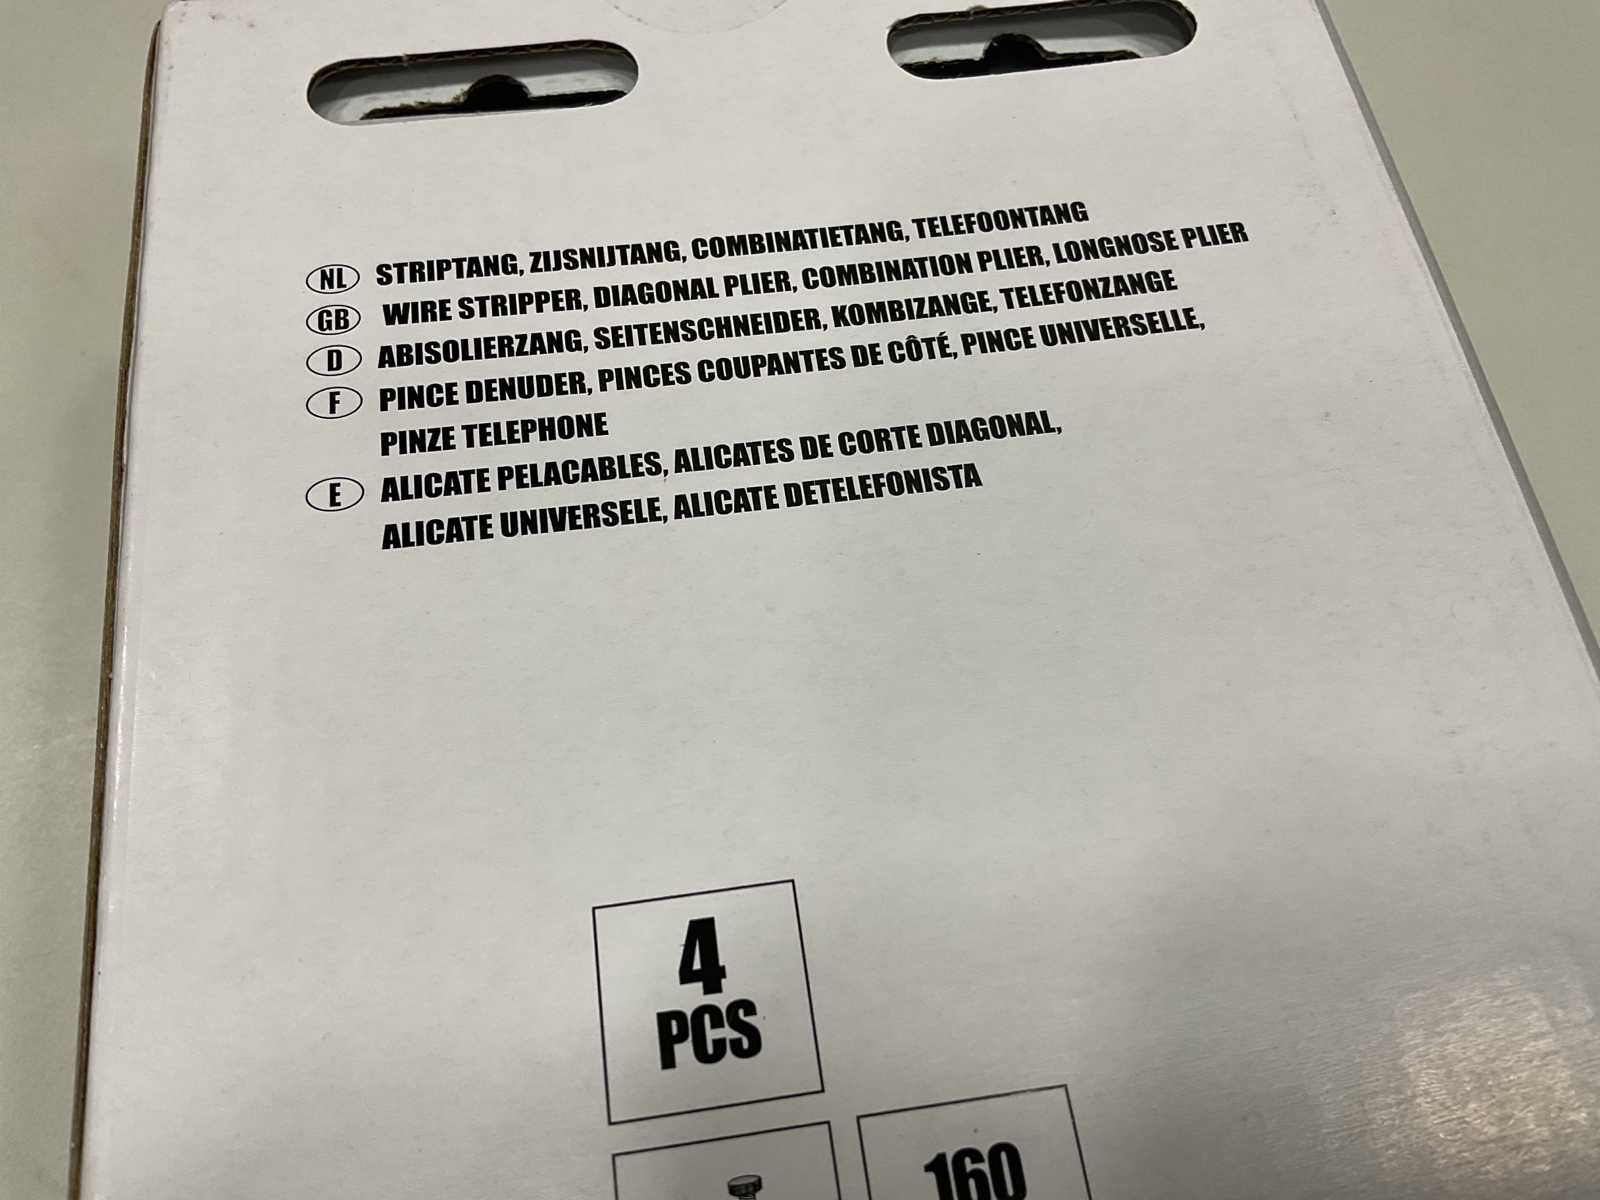 NL STRIPTANG, ZIJSNIJTANG, COMBINATIETANG, TELEFOONTANG
GB WIRE STRIPPER, DIAGONAL PLIER, COMBINATION PLIER, LONGNOSE PLIER
D ABISOLIERZANG, SEITENSCHNEIDER, KOMBIZANGE, TELEFONZANGE
F PINCE DENUDER, PINCES COUPANTES DE CÔTÉ, PINCE UNIVERSELLE,
PINZE TELEPHONE
E ALICATE PELACABLES, ALICATES DE CORTE DIAGONAL,
ALICATE UNIVERSELE, ALICATE DETELEFONISTA
4
PCS
160